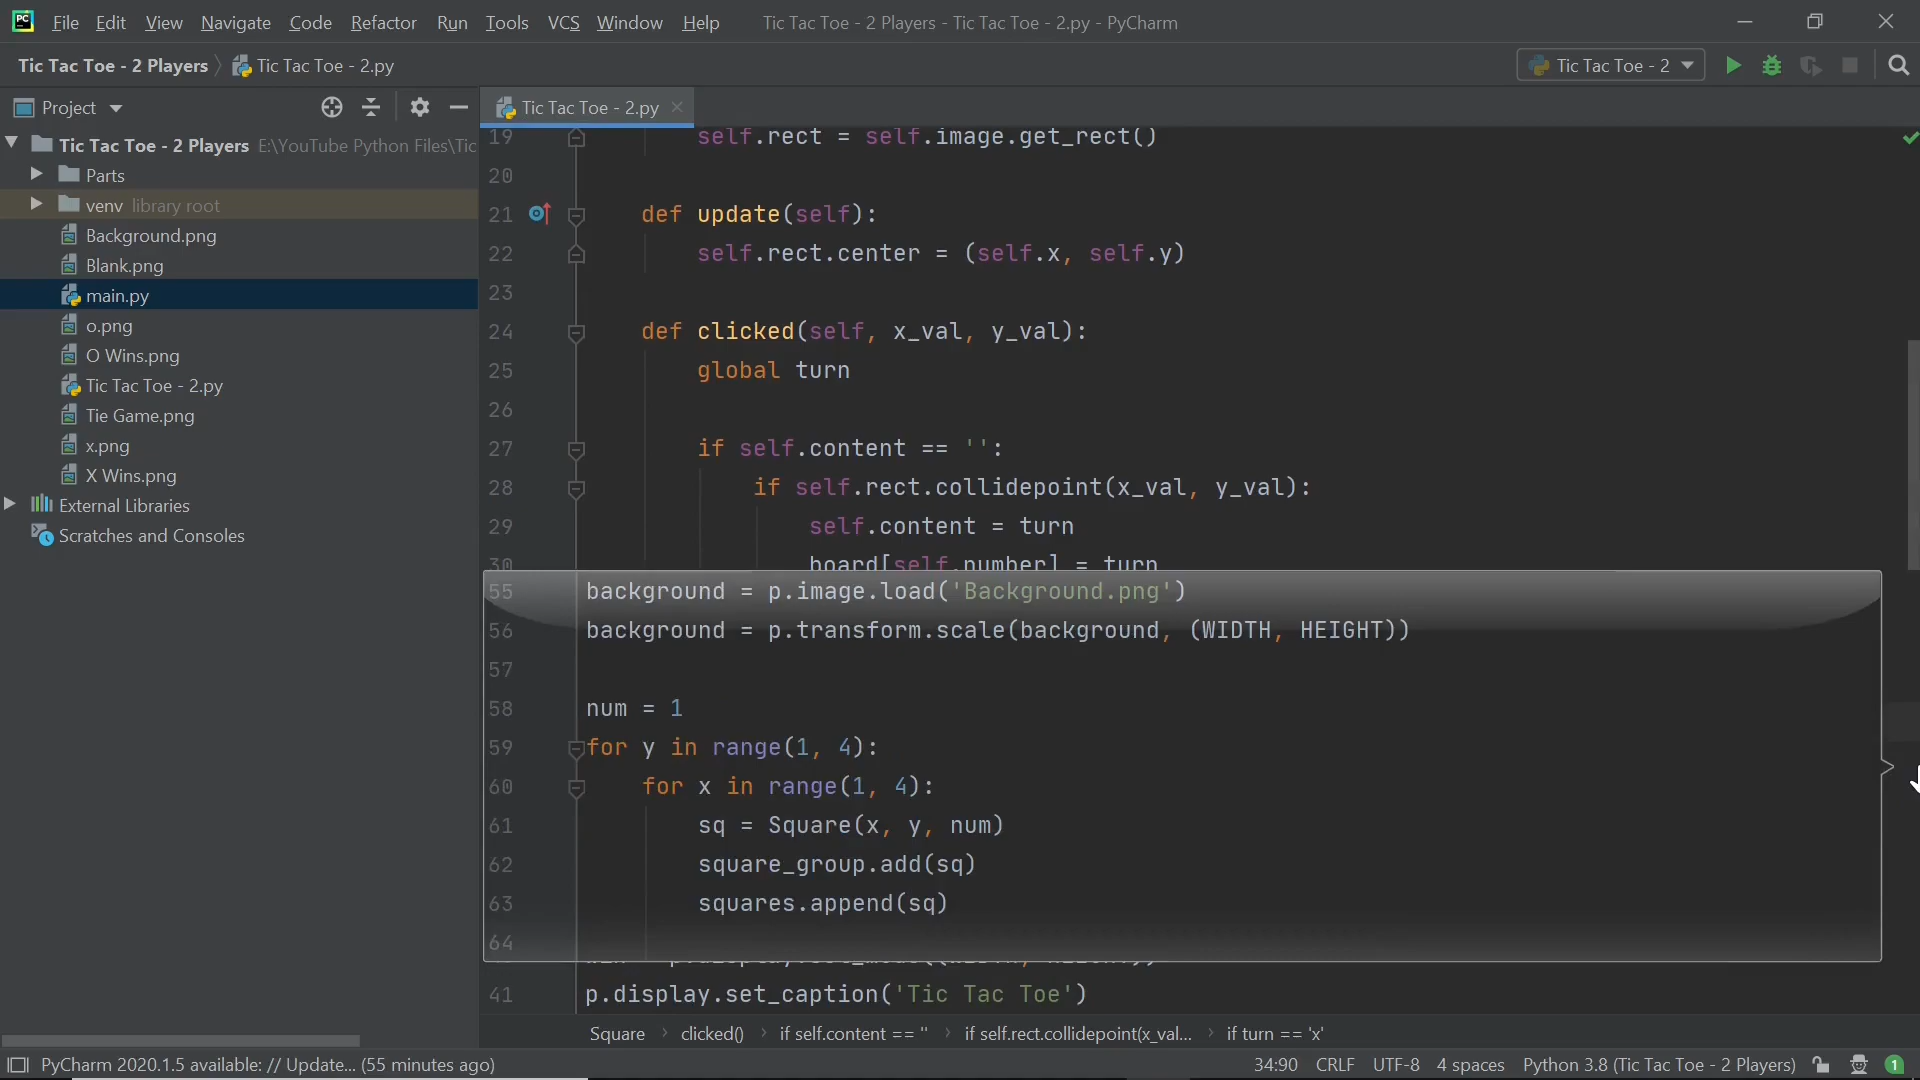 File Edit View Navigate Code Refactor Run Tools VCS Window Help Tic Tac Toe - 2 Players - Tic Tac Toe - 2.py - PyCharm
Tic Tac Toe - 2 Players Tic Tac Toe - 2.py Tic Tac Toe - 2
Project Tic Tac Toe - 2.py
Tic Tac Toe - 2 Players E:\YouTube Python Files\Tic
Parts
venv library root
Background.png
Blank.png
main.py
o.png
O Wins.png
Tic Tac Toe - 2.py
Tie Game.png
x.png
X Wins.png
External Libraries
Scratches and Consoles
19 self.rect = self.image.get_rect()
20
21 def update(self):
22 self.rect.center = (self.x, self.y)
23
24 def clicked(self, x_val, y_val):
25 global turn
26
27 if self.content == '':
28 if self.rect.collidepoint(x_val, y_val):
29 self.content = turn
30 board[self.number] = turn
55 background = p.image.load('Background.png')
56 background = p.transform.scale(background, (WIDTH, HEIGHT))
57
58 num = 1
59 for y in range(1, 4):
60 for x in range(1, 4):
61 sq = Square(x, y, num)
62 square_group.add(sq)
63 squares.append(sq)
64
41 p.display.set_caption('Tic Tac Toe')
Square clicked() if self.content == '' if self.rect.collidepoint(x_val... if turn == 'x'
PyCharm 2020.1.5 available: // Update... (55 minutes ago) 34:90 CRLF UTF-8 4 spaces Python 3.8 (Tic Tac Toe - 2 Players) 1